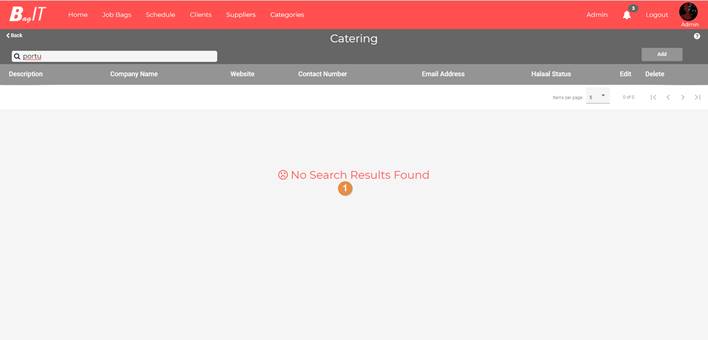 BagIT Home Job Bags Schedule Clients Suppliers Categories Admin 3 Logout
Admin
Back
Catering
?
portu
Add
Description Company Name Website Contact Number Email Address Halaal Status Edit Delete
Items per page: 5 0 of 0
No Search Results Found
1